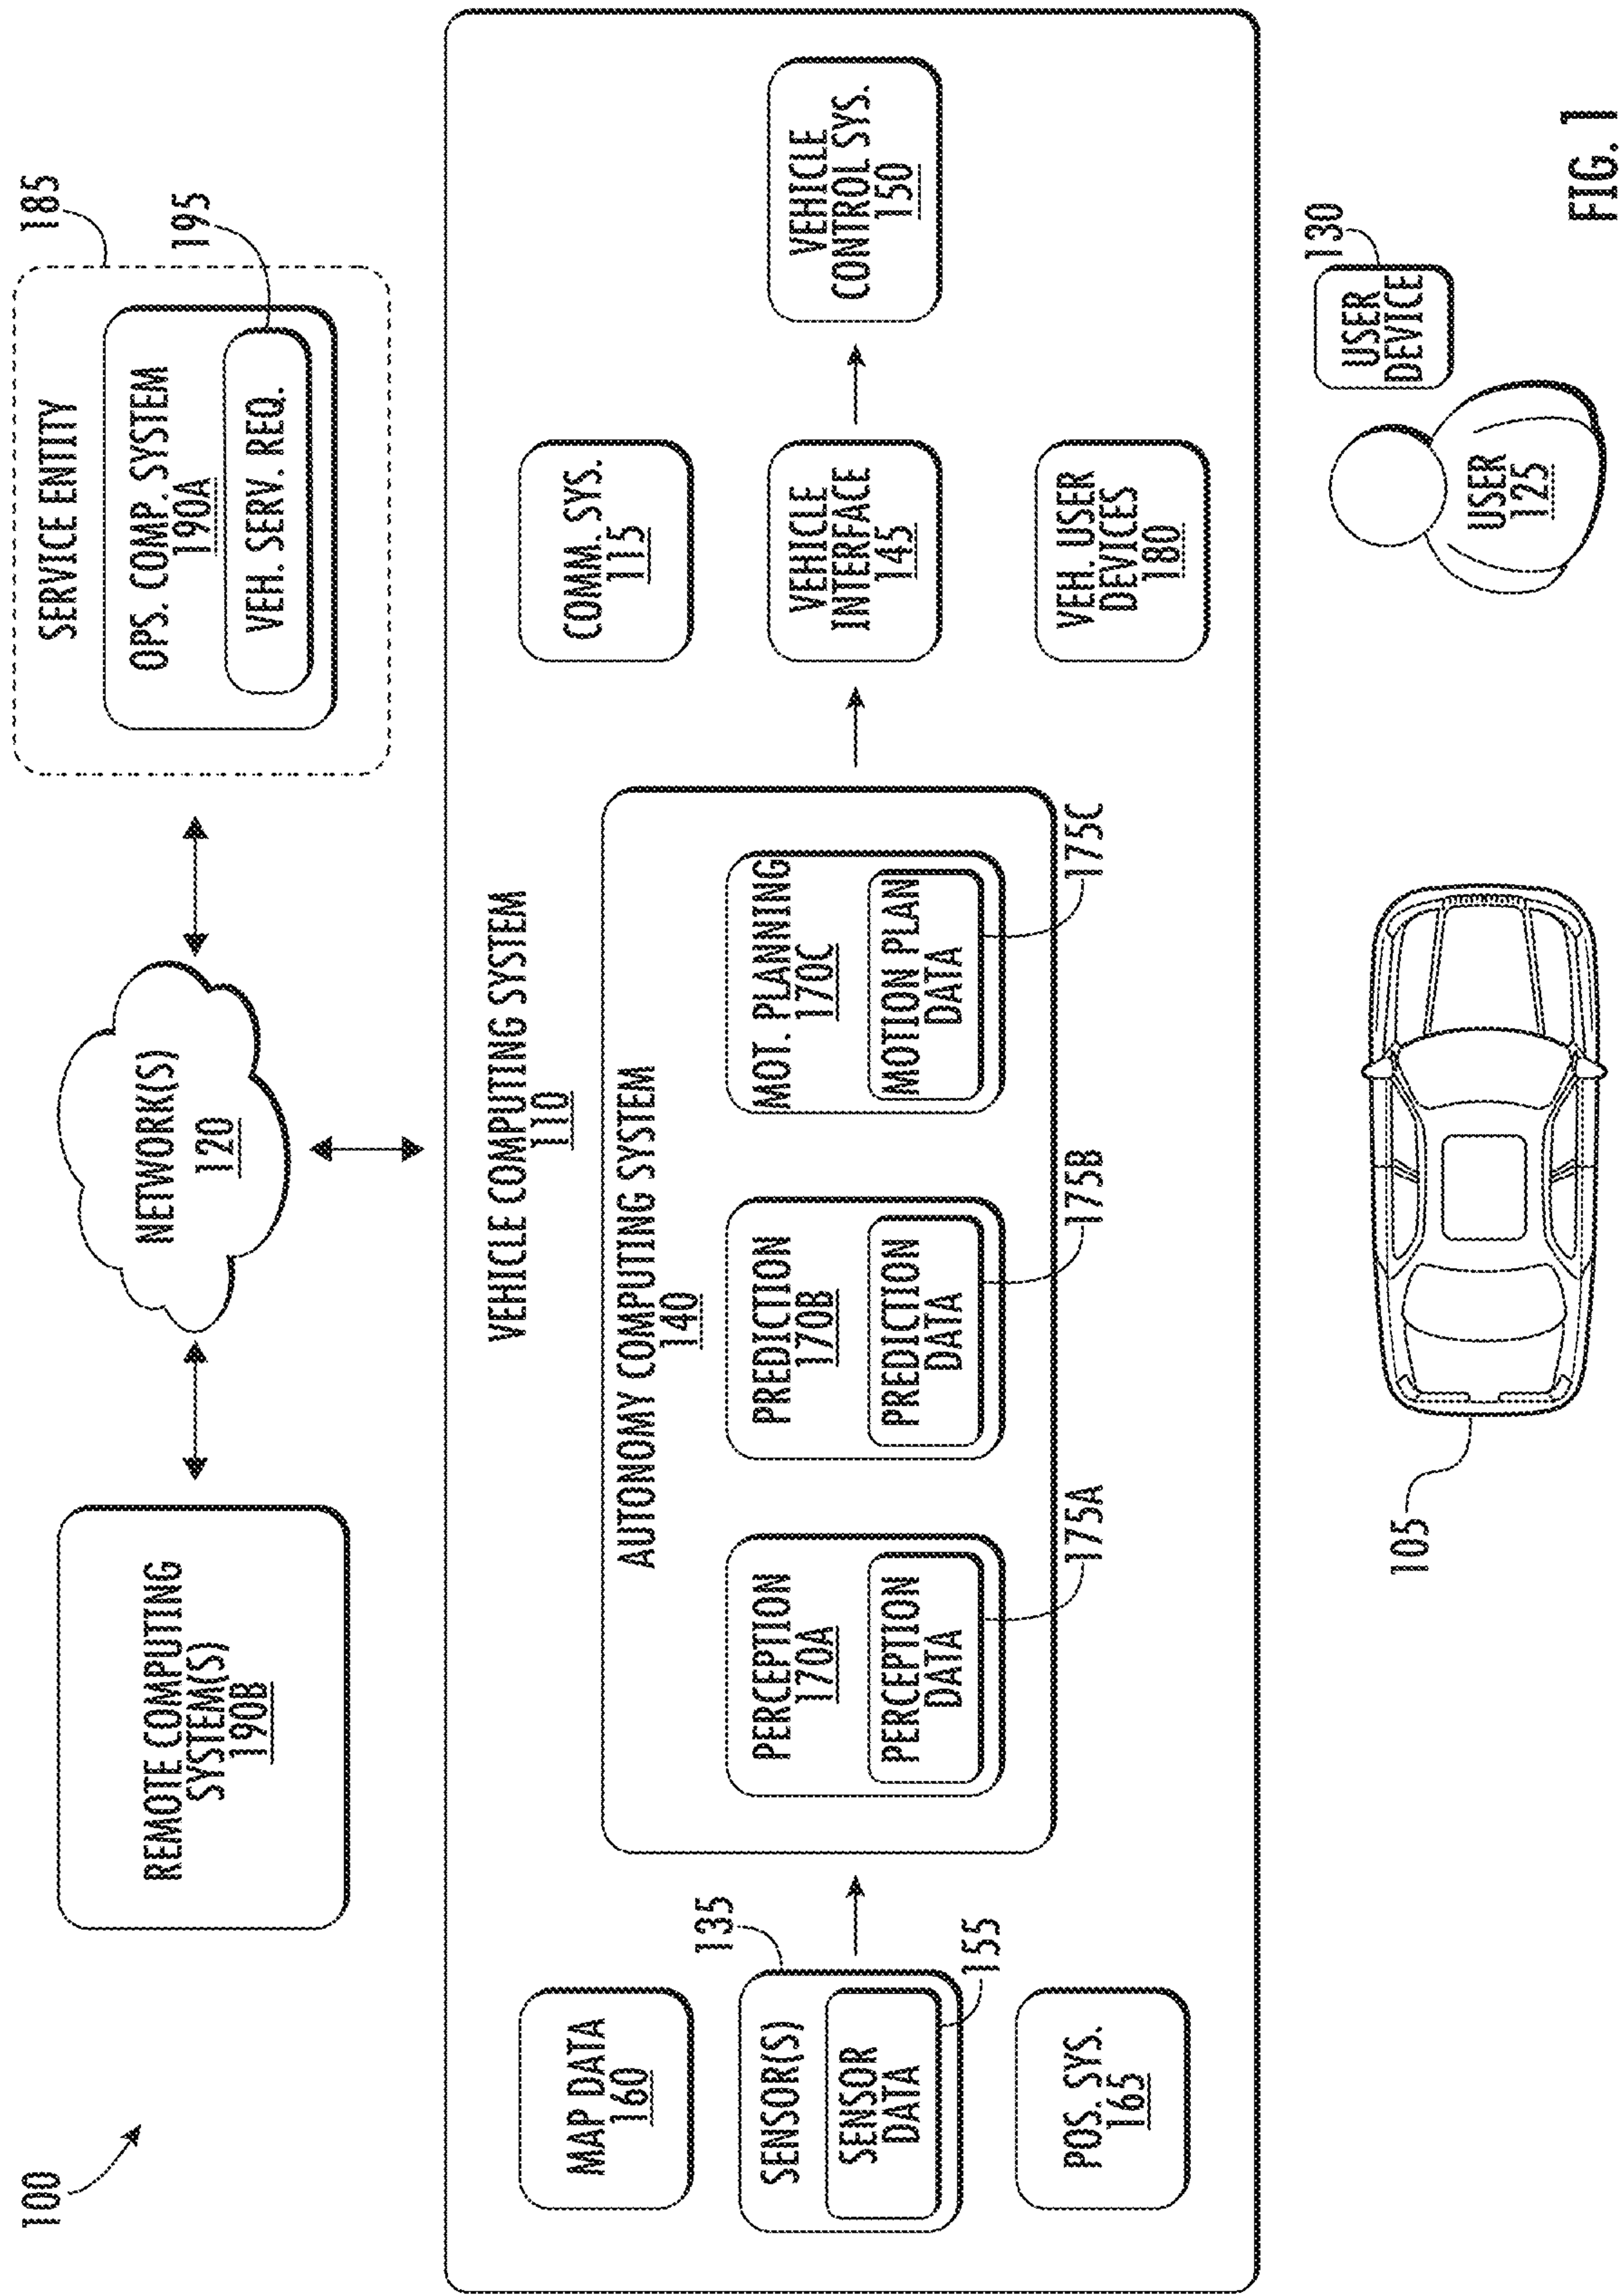 100
REMOTE COMPUTING
SYSTEM(S)
190B
NETWORK(S)
120
185
SERVICE ENTITY
OPS. COMP. SYSTEM
190A
VEH. SERV. REQ.
195
VEHICLE COMPUTING SYSTEM
110
MAP DATA
160
135
SENSOR(S)
SENSOR
DATA
155
POS. SYS.
165
AUTONOMY COMPUTING SYSTEM
140
PERCEPTION
170A
PERCEPTION
DATA
175A
PREDICTION
170B
PREDICTION
DATA
175B
MOT. PLANNING
170C
MOTION PLAN
DATA
175C
COMM. SYS.
115
VEHICLE
INTERFACE
145
VEH. USER
DEVICES
180
VEHICLE
CONTROL SYS.
150
105
USER
125
USER
DEVICE
130
FIG. 1